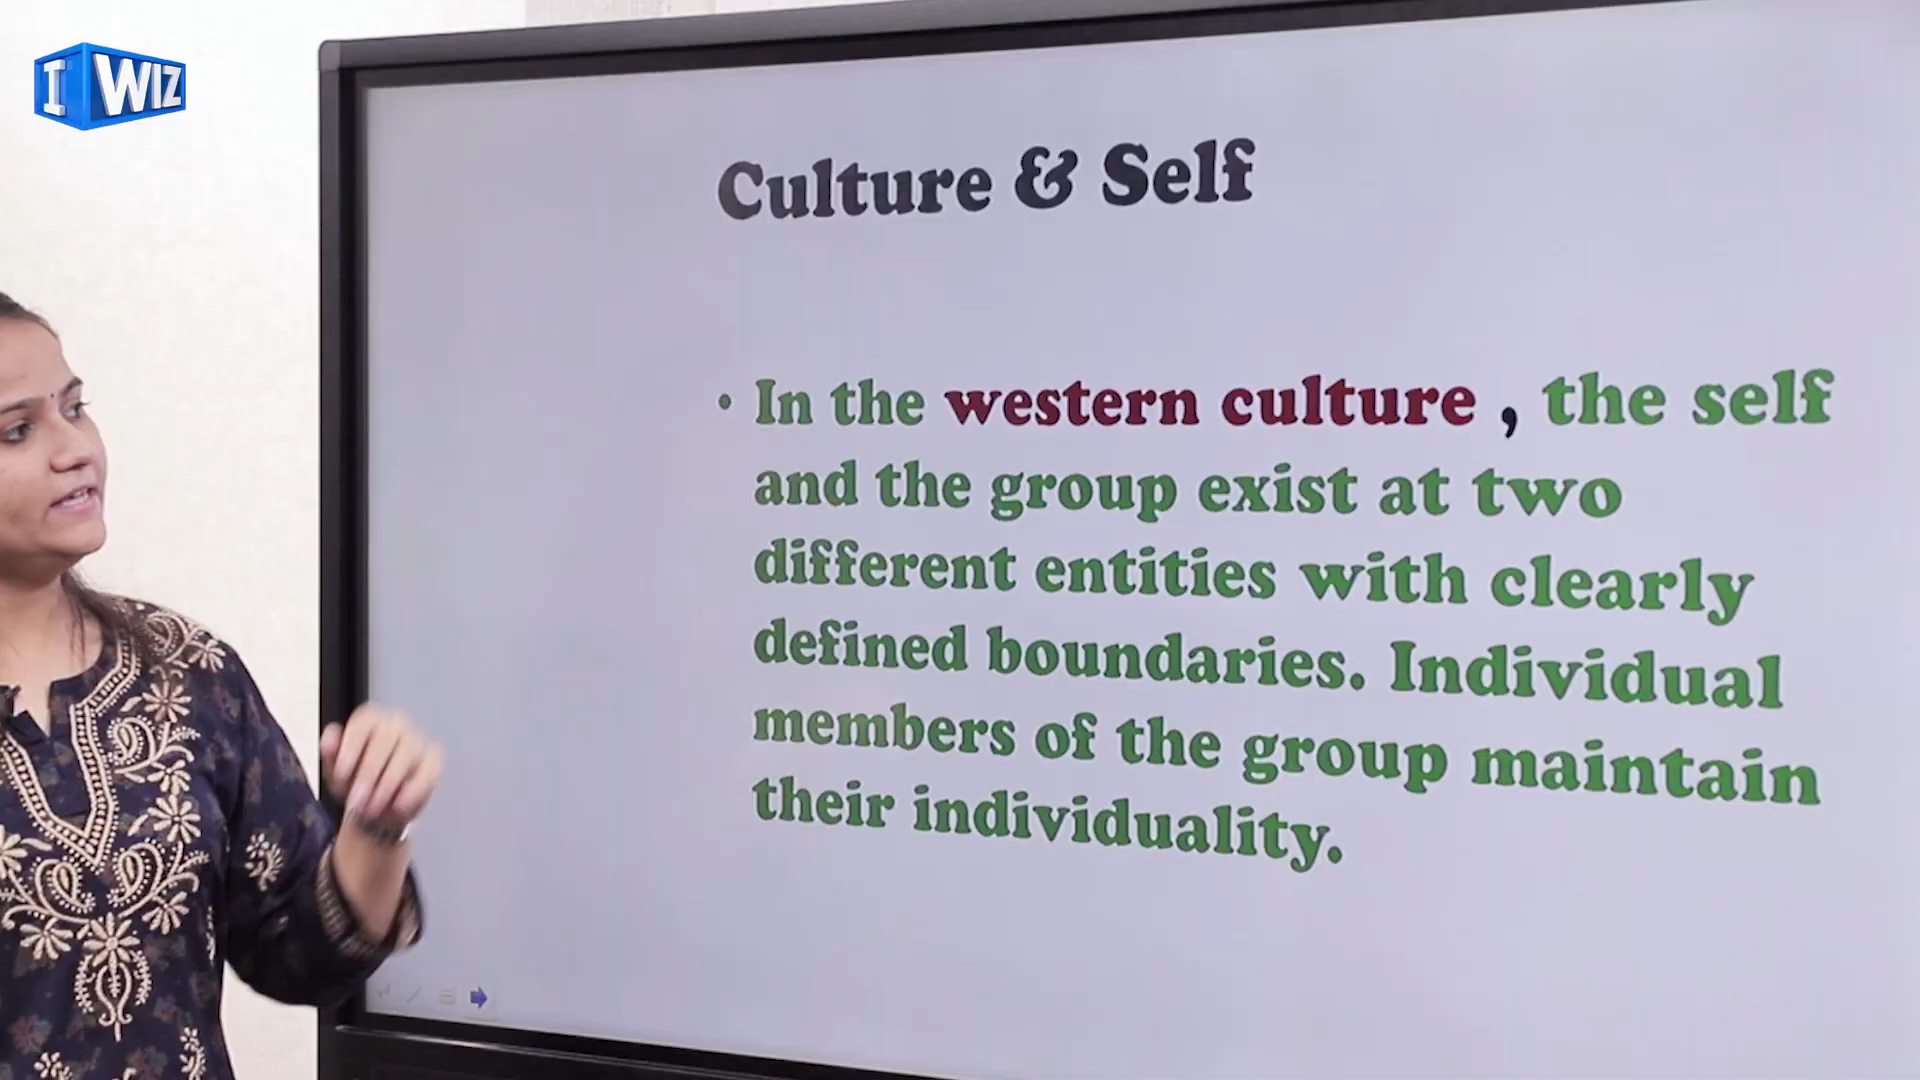 I WIZ
Culture & Self
• In the western culture , the self
and the group exist at two
different entities with clearly
defined boundaries. Individual
members of the group maintain
their individuality.